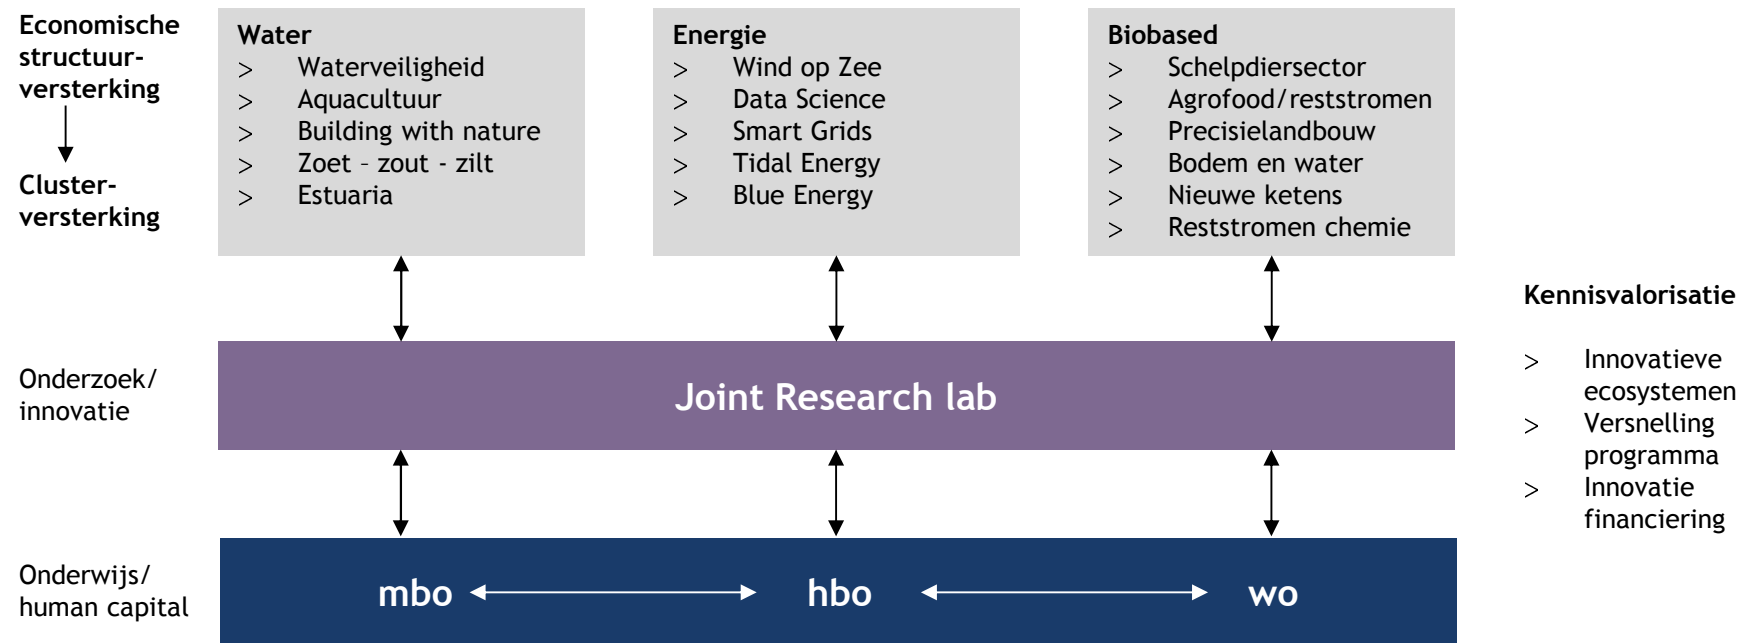 Economische
structuur-
versterking
Cluster-
versterking
Water
> Waterveiligheid
> Aquacultuur
> Building with nature
> Zoet – zout - zilt
> Estuaria
Energie
> Wind op Zee
> Data Science
> Smart Grids
> Tidal Energy
> Blue Energy
Biobased
> Schelpdiersector
> Agrofood/reststromen
> Precisielandbouw
> Bodem en water
> Nieuwe ketens
> Reststromen chemie
Onderzoek/
innovatie
Joint Research lab
Onderwijs/
human capital
mbo
hbo
wo
Kennisvalorisatie
> Innovatieve
ecosystemen
> Versnelling
programma
> Innovatie
financiering